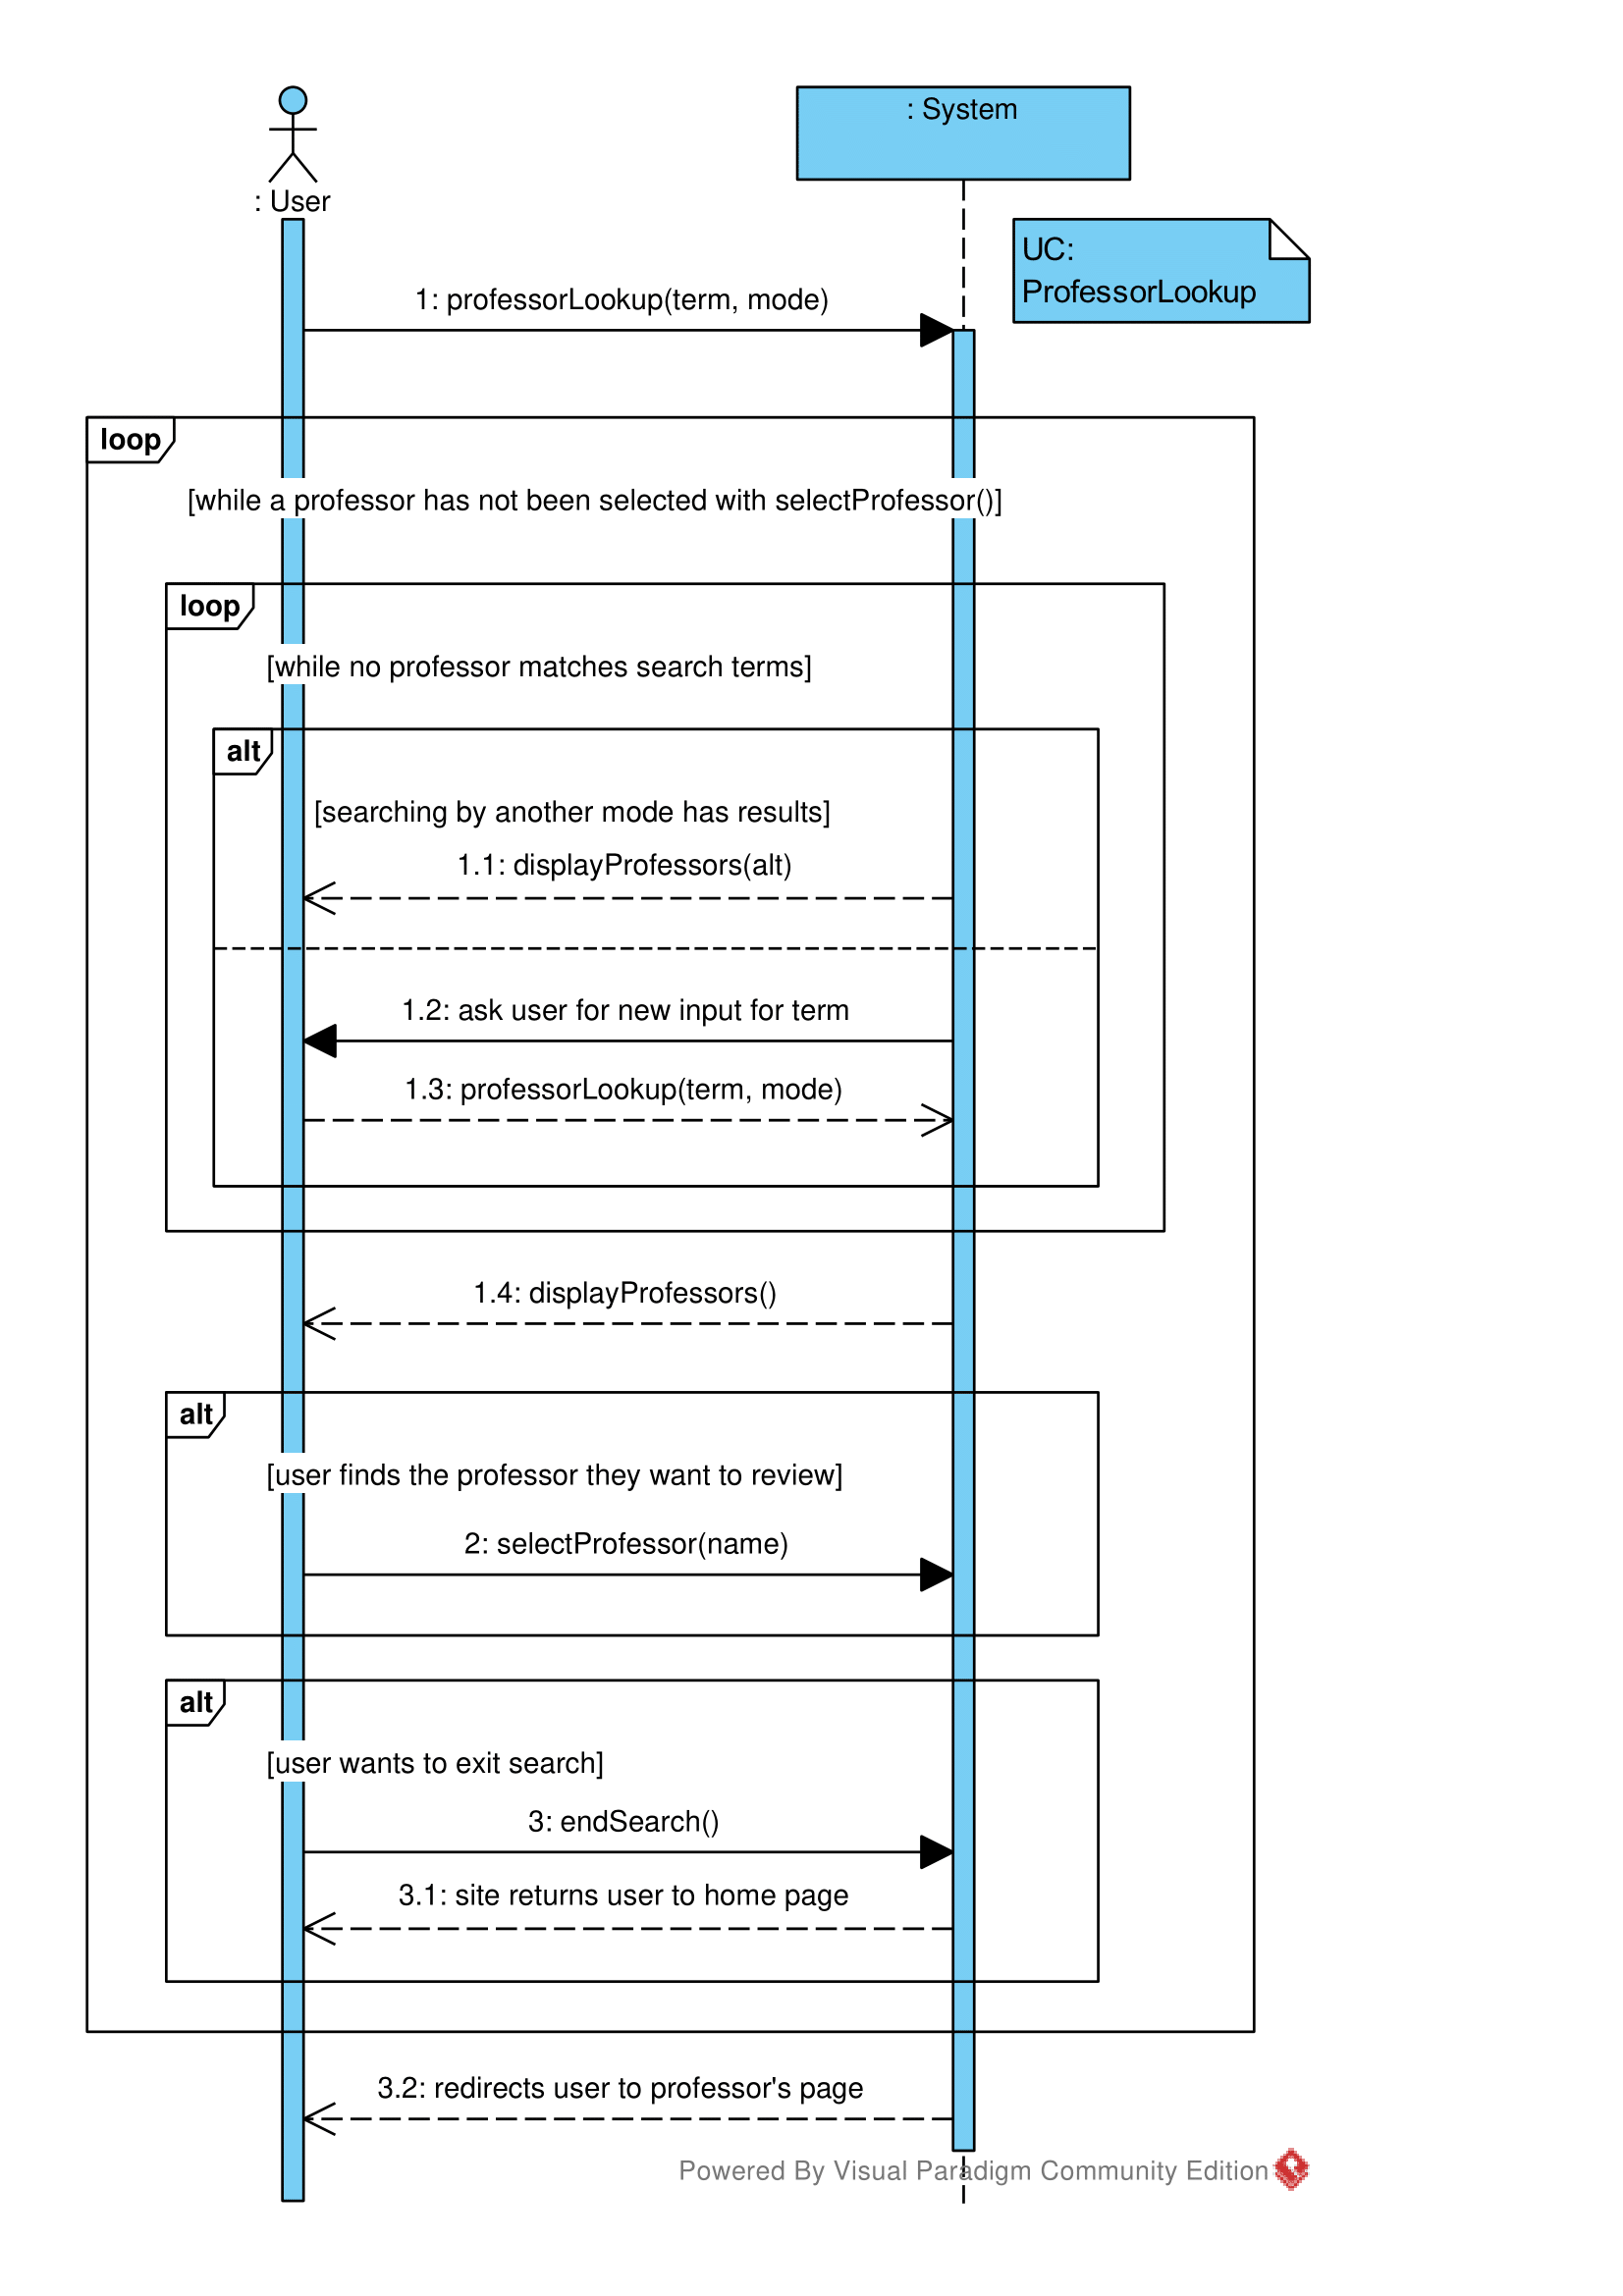 : User
: System
UC:
ProfessorLookup
1: professorLookup(term, mode)
loop
[while a professor has not been selected with selectProfessor()]
loop
[while no professor matches search terms]
alt
[searching by another mode has results]
1.1: displayProfessors(alt)
1.2: ask user for new input for term
1.3: professorLookup(term, mode)
1.4: displayProfessors()
alt
[user finds the professor they want to review]
2: selectProfessor(name)
alt
[user wants to exit search]
3: endSearch()
3.1: site returns user to home page
3.2: redirects user to professor's page
Powered By Visual Paradigm Community Edition